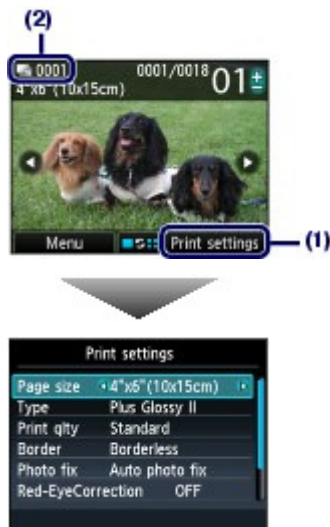 (2)
0001 0001/0018 01 ±
4"x6"(10x15cm)
Menu Print settings
(1)
Print settings
Page size 4"x6"(10x15cm)
Type Plus Glossy II
Print qlty Standard
Border Borderless
Photo fix Auto photo fix
Red-EyeCorrection OFF